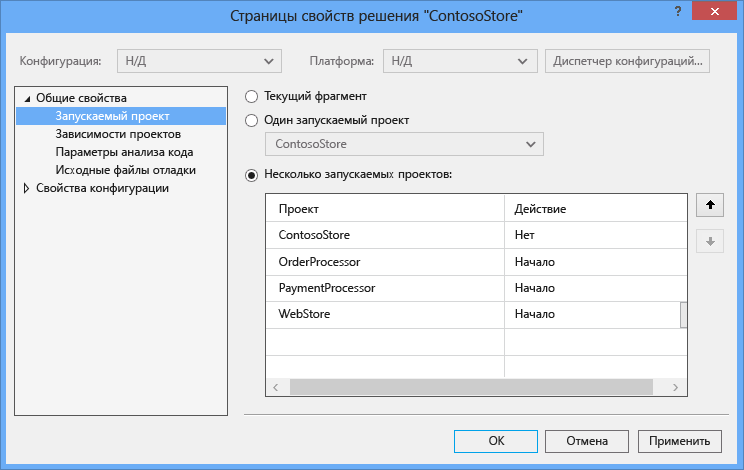 Страницы свойств решения "ContosoStore"
? ×
Конфигурация: Н/Д Платформа: Н/Д Диспетчер конфигураций...
Общие свойства
Запускаемый проект
Зависимости проектов
Параметры анализа кода
Исходные файлы отладки
Свойства конфигурации
Текущий фрагмент
Один запускаемый проект
ContosoStore
Несколько запускаемых проектов:
Проект Действие
ContosoStore Нет
OrderProcessor Начало
PaymentProcessor Начало
WebStore Начало
ОК Отмена Применить